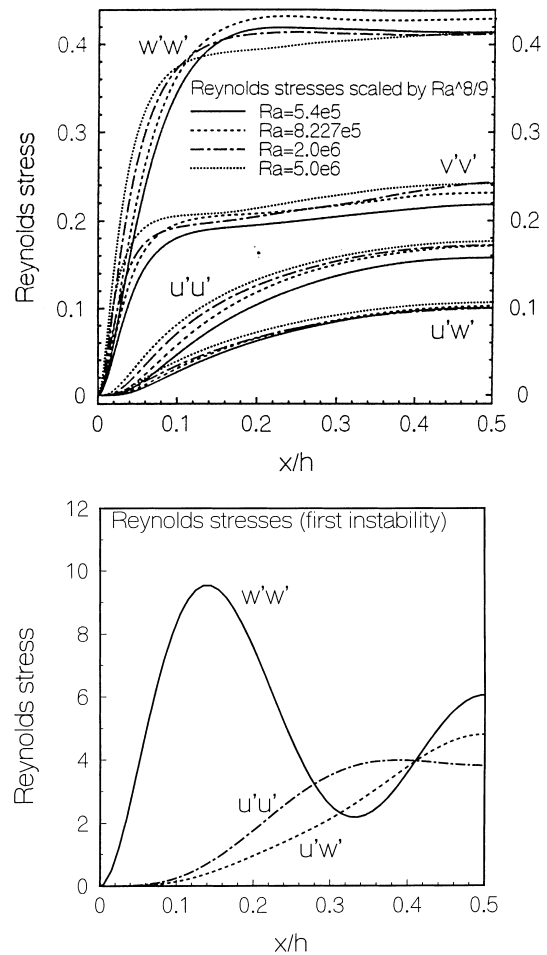 0.4
0.3
0.2
0.1
0
Reynolds stress
w'w'
Reynolds stresses scaled by Ra^8/9
Ra=5.4e5
Ra=8.227e5
Ra=2.0e6
Ra=5.0e6
v'v'
u'u'
u'w'
0.4
0.3
0.2
0.1
0
0 0.1 0.2 0.3 0.4 0.5
x/h
12
10
8
6
4
2
0
Reynolds stress
Reynolds stresses (first instability)
w'w'
u'u'
u'w'
0 0.1 0.2 0.3 0.4 0.5
x/h